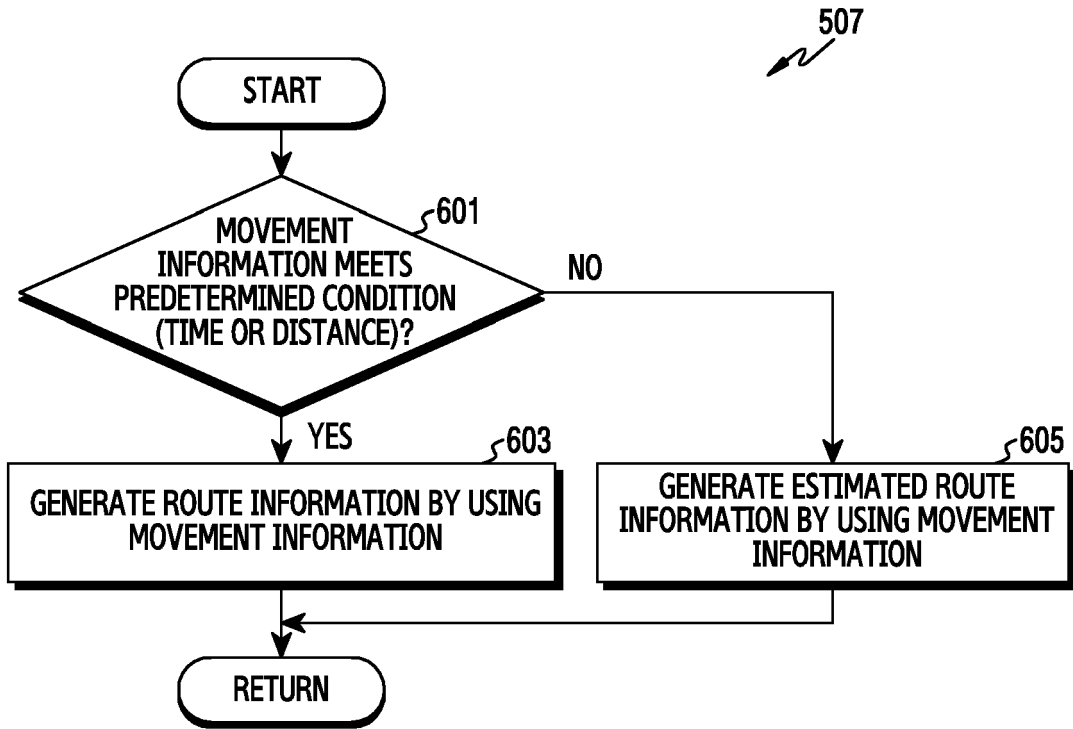 507
START
601
MOVEMENT
INFORMATION MEETS
PREDETERMINED CONDITION
(TIME OR DISTANCE)?
NO
YES
603
GENERATE ROUTE INFORMATION BY USING
MOVEMENT INFORMATION
605
GENERATE ESTIMATED ROUTE
INFORMATION BY USING MOVEMENT
INFORMATION
RETURN